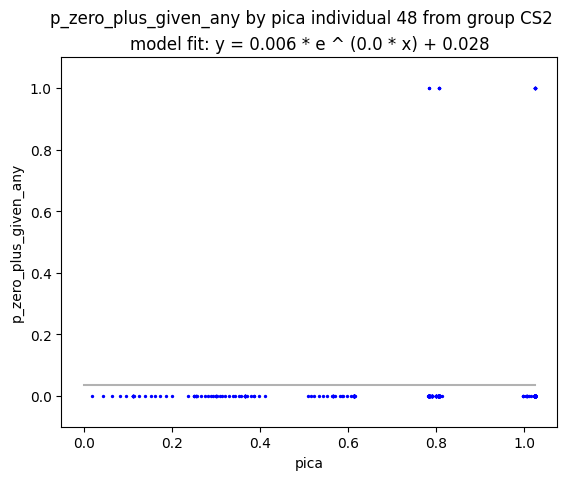 p_zero_plus_given_any by pica individual 48 from group CS2
model fit: y = 0.006 * e ^ (0.0 * x) + 0.028
1.0
0.8
0.6
0.4
0.2
0.0
p_zero_plus_given_any
0.0 0.2 0.4 0.6 0.8 1.0
pica